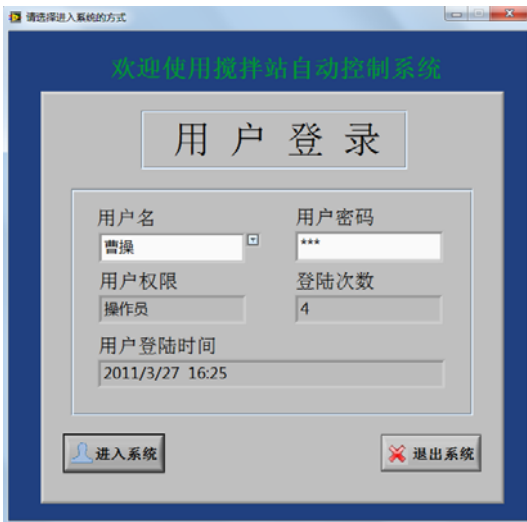 请选择进入系统的方式
欢迎使用搅拌站自动控制系统
用户登录
用户名 用户密码
曹操 ***
用户权限 登陆次数
操作员 4
用户登陆时间
2011/3/27 16:25
进入系统 退出系统